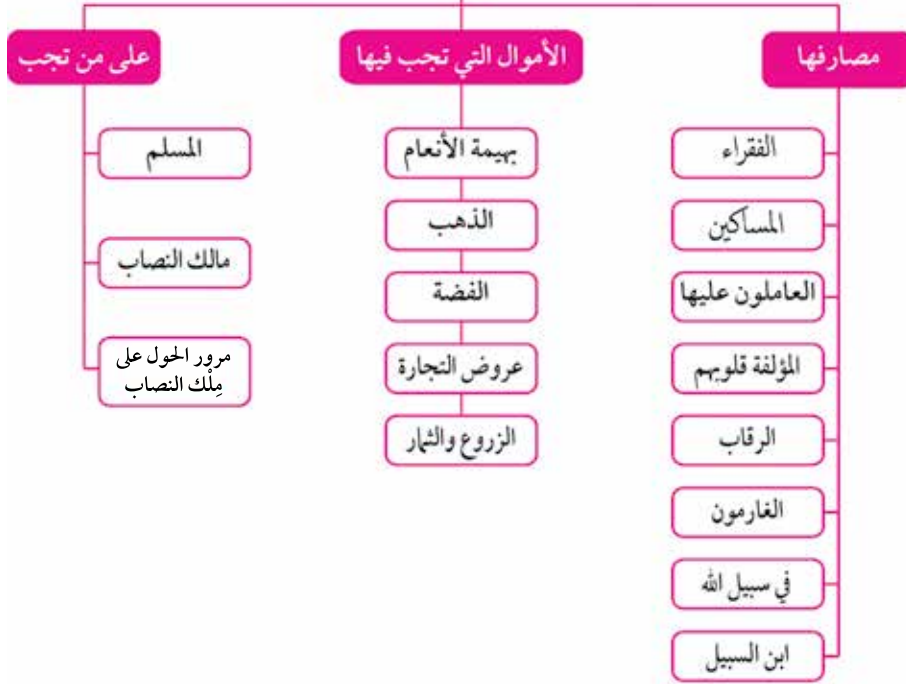 مصارفها
الفقراء
المساكين
العاملون عليها
المؤلفة قلوبهم
الرقاب
الغارمون
في سبيل الله
ابن السبيل
الأموال التي تجب فيها
بهيمة الأنعام
الذهب
الفضة
عروض التجارة
الزروع والثمار
على من تجب
المسلم
مالك النصاب
مرور الحول على
مِلْك النصاب